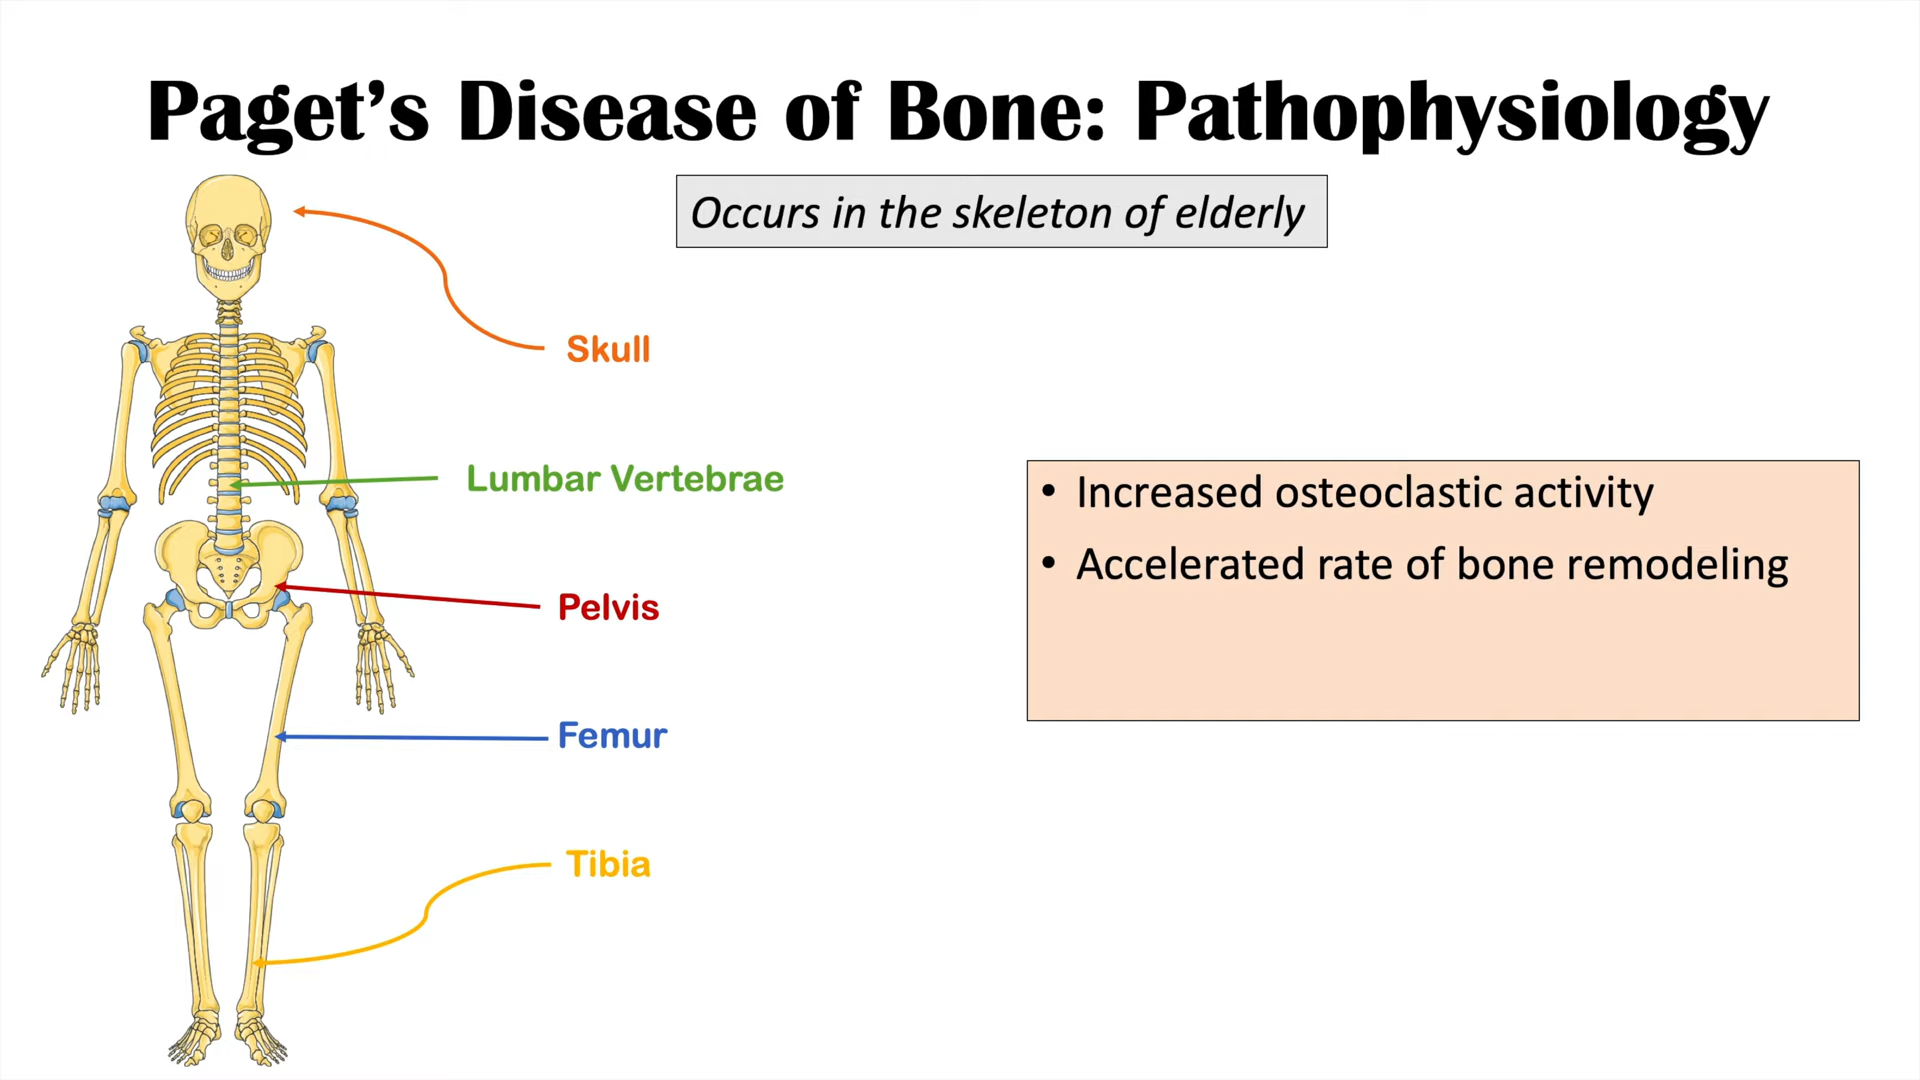 Paget’s Disease of Bone: Pathophysiology
Occurs in the skeleton of elderly
Skull
Lumbar Vertebrae
Pelvis
Femur
Tibia
• Increased osteoclastic activity
• Accelerated rate of bone remodeling